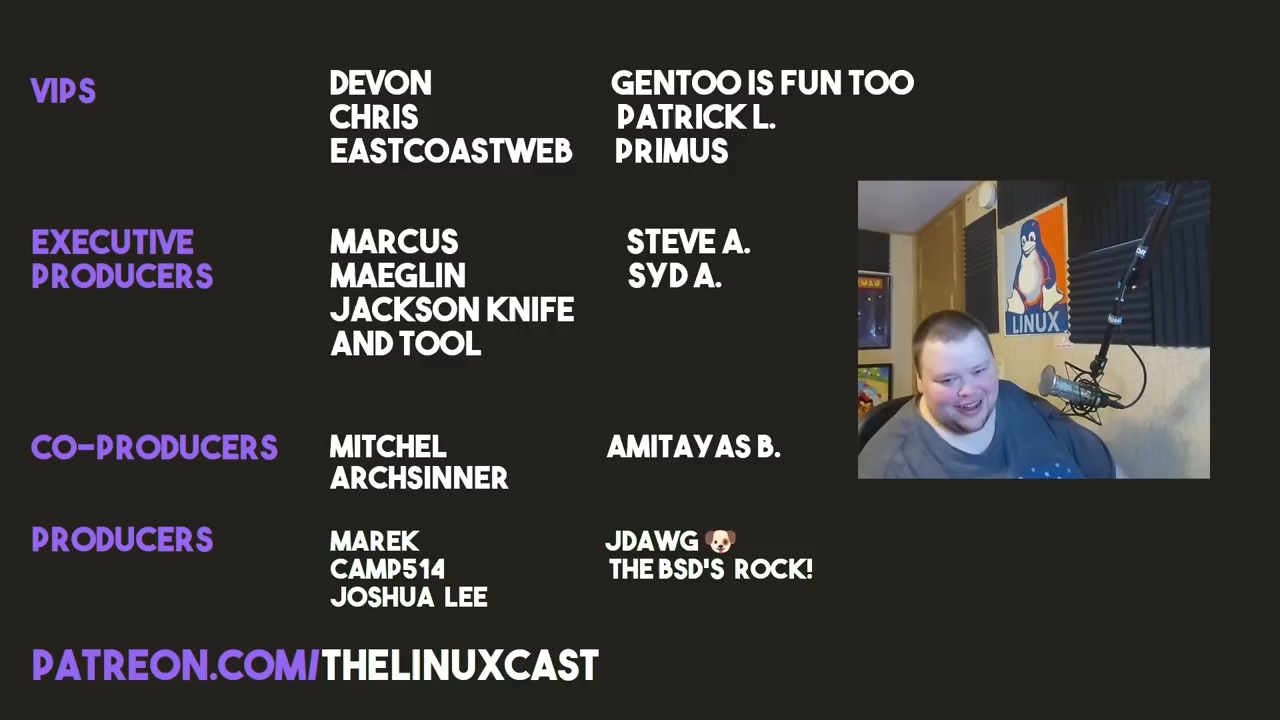 VIPS
DEVON
CHRIS
EASTCOASTWEB
GENTOO IS FUN TOO
PATRICK L.
PRIMUS
EXECUTIVE
PRODUCERS
MARCUS
MAEGLIN
JACKSON KNIFE
AND TOOL
STEVE A.
SYD A.
CO-PRODUCERS
MITCHEL
ARCHSINNER
AMITAYAS B.
PRODUCERS
MAREK
CAMP514
JOSHUA LEE
JDAWG 🐶
THE BSD'S ROCK!
LINUX
PATREON.COM/THELINUXCAST